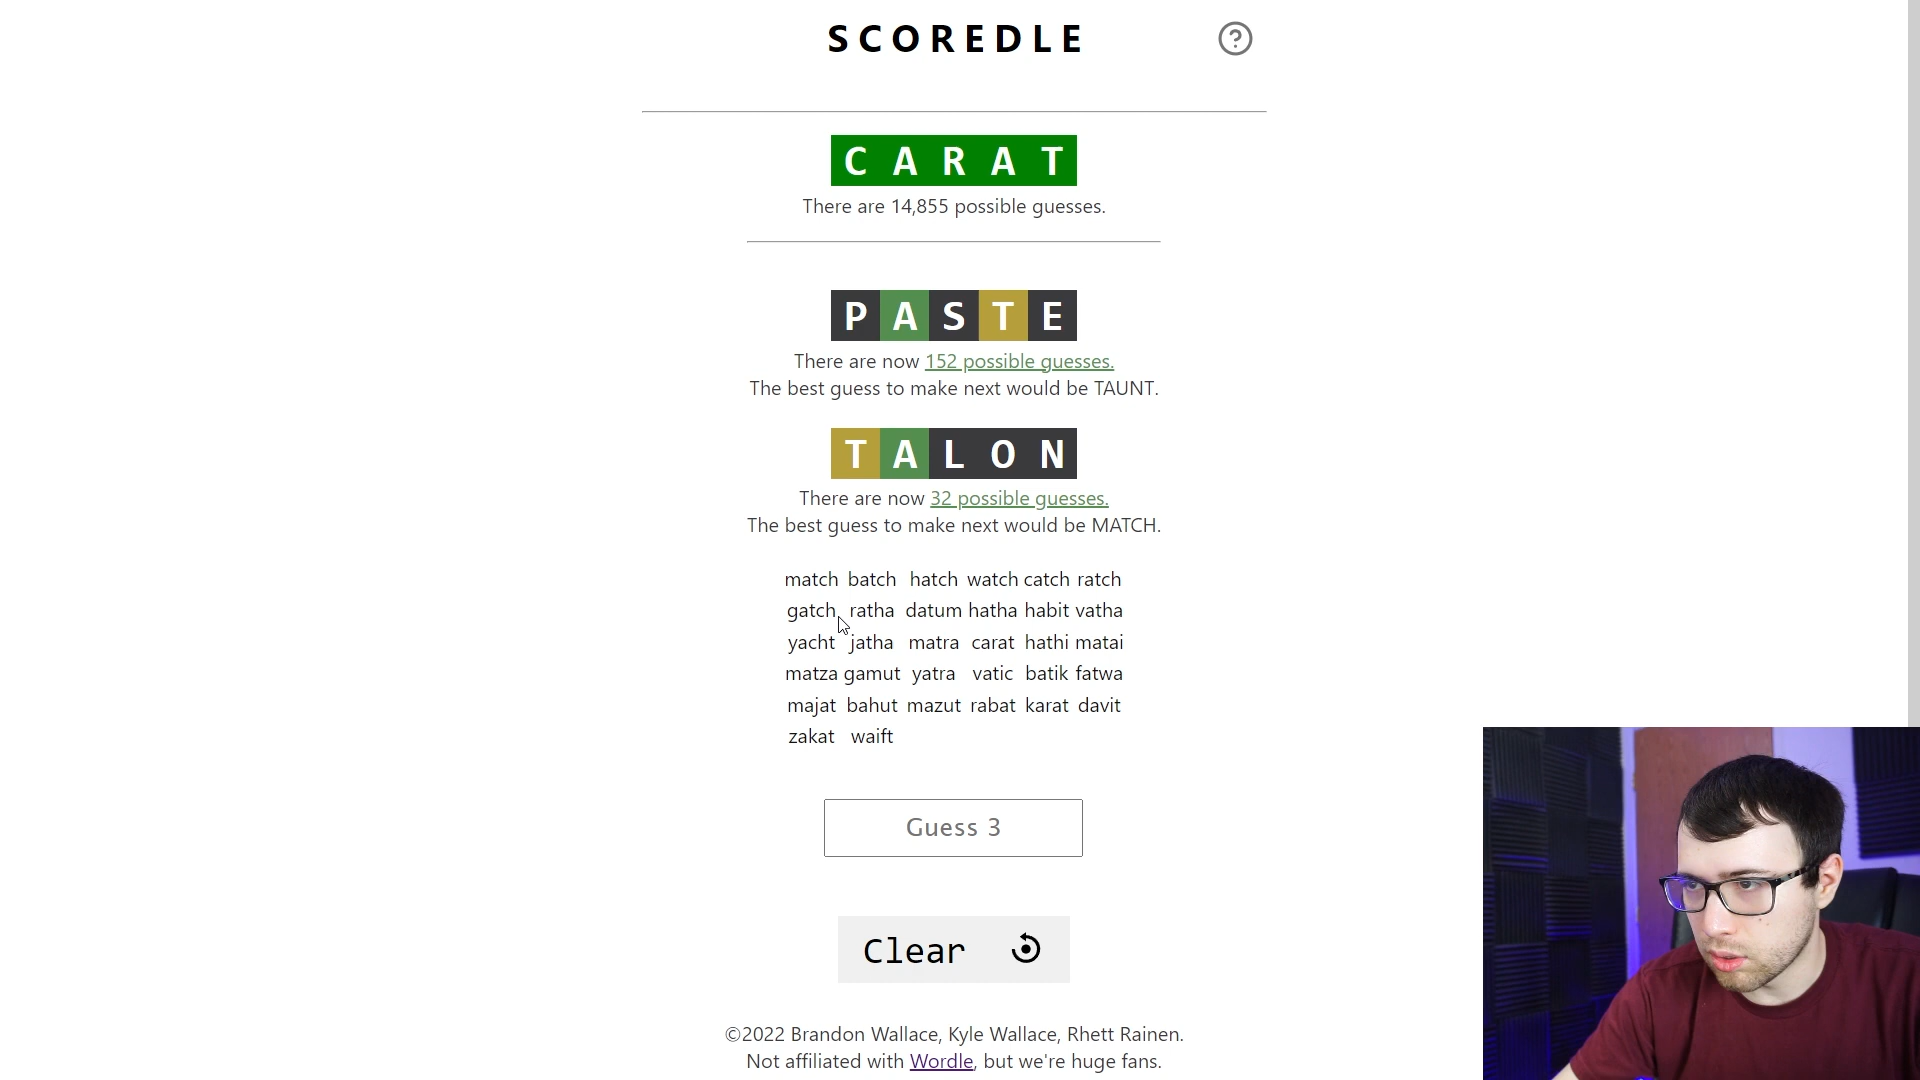 SCOREDLE
CARAT
There are 14,855 possible guesses.
PASTE
There are now 152 possible guesses.
The best guess to make next would be TAUNT.
TALON
There are now 32 possible guesses.
The best guess to make next would be MATCH.
match batch hatch watch catch ratch
gatch ratha datum hatha habit vatha
yacht jatha matra carat hathi matai
matza gamut yatra vatic batik fatwa
majat bahut mazut rabat karat davit
zakat waift
Guess 3
Clear
©2022 Brandon Wallace, Kyle Wallace, Rhett Rainen.
Not affiliated with Wordle, but we're huge fans.